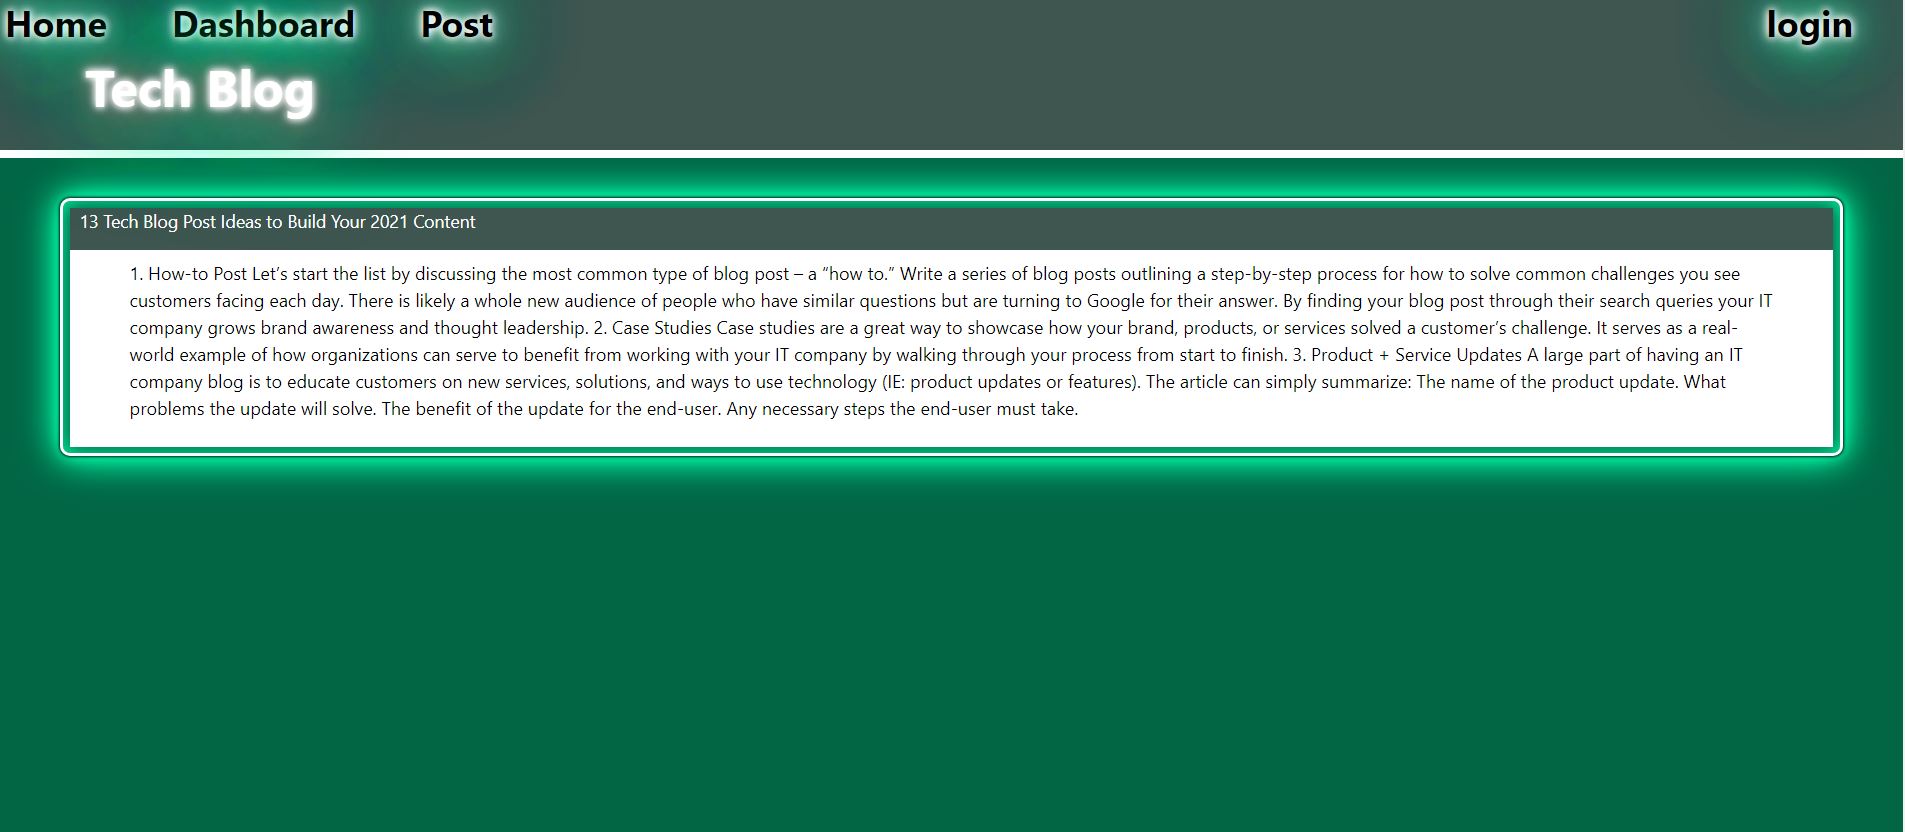 Home Dashboard Post login
Tech Blog
13 Tech Blog Post Ideas to Build Your 2021 Content
1. How-to Post Let’s start the list by discussing the most common type of blog post – a “how to.” Write a series of blog posts outlining a step-by-step process for how to solve common challenges you see
customers facing each day. There is likely a whole new audience of people who have similar questions but are turning to Google for their answer. By finding your blog post through their search queries your IT
company grows brand awareness and thought leadership. 2. Case Studies Case studies are a great way to showcase how your brand, products, or services solved a customer’s challenge. It serves as a real-
world example of how organizations can serve to benefit from working with your IT company by walking through your process from start to finish. 3. Product + Service Updates A large part of having an IT
company blog is to educate customers on new services, solutions, and ways to use technology (IE: product updates or features). The article can simply summarize: The name of the product update. What
problems the update will solve. The benefit of the update for the end-user. Any necessary steps the end-user must take.